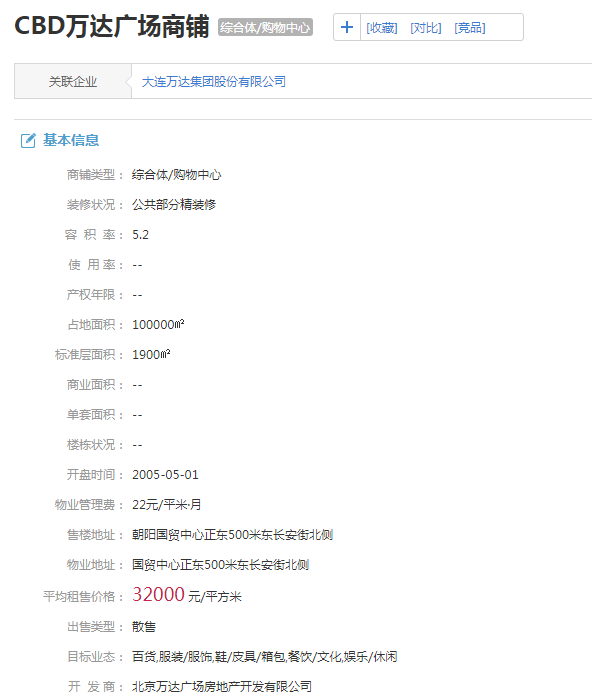 CBD万达广场商铺 综合体/购物中心 + [收藏] [对比] [竞品]
关联企业 大连万达集团股份有限公司
基本信息
商铺类型： 综合体/购物中心
装修状况： 公共部分精装修
容 积 率： 5.2
使 用 率： --
产权年限： --
占地面积： 100000㎡
标准层面积： 1900㎡
商业面积： --
单套面积： --
楼栋状况： --
开盘时间： 2005-05-01
物业管理费： 22元/平米·月
售楼地址： 朝阳国贸中心正东500米东长安街北侧
物业地址： 国贸中心正东500米东长安街北侧
平均租售价格： 32000 元/平方米
出售类型： 散售
目标业态： 百货,服装/服饰,鞋/皮具/箱包,餐饮/文化,娱乐/休闲
开 发 商： 北京万达广场房地产开发有限公司